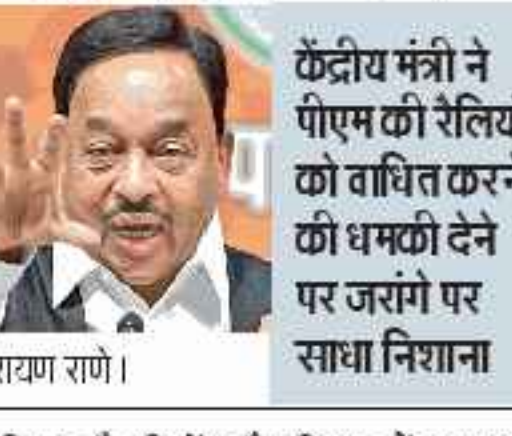 केंद्रीय मंत्री ने
पीएम की रैलियों
को वाधित करने
की धमकी देने
पर जरांगे पर
साधा निशाना
रायण राणे।